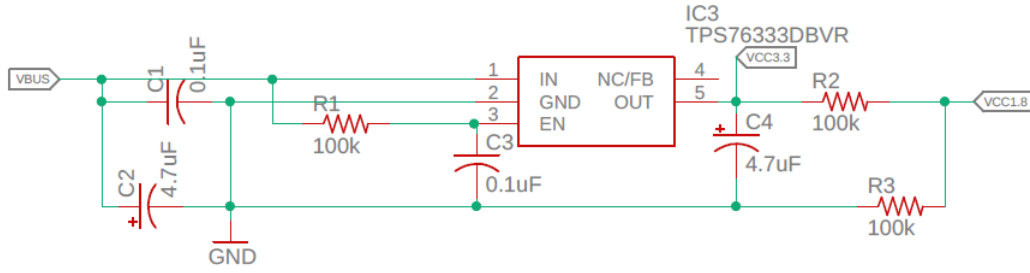 IC3
TPS76333DBVR
VBUS
C1
0.1uF
1
IN
NC/FB
4
VCC3.3
2
GND
OUT
5
R2
100k
VCC1.8
R1
100k
3
EN
C3
0.1uF
C4
4.7uF
C2
4.7uF
R3
100k
GND